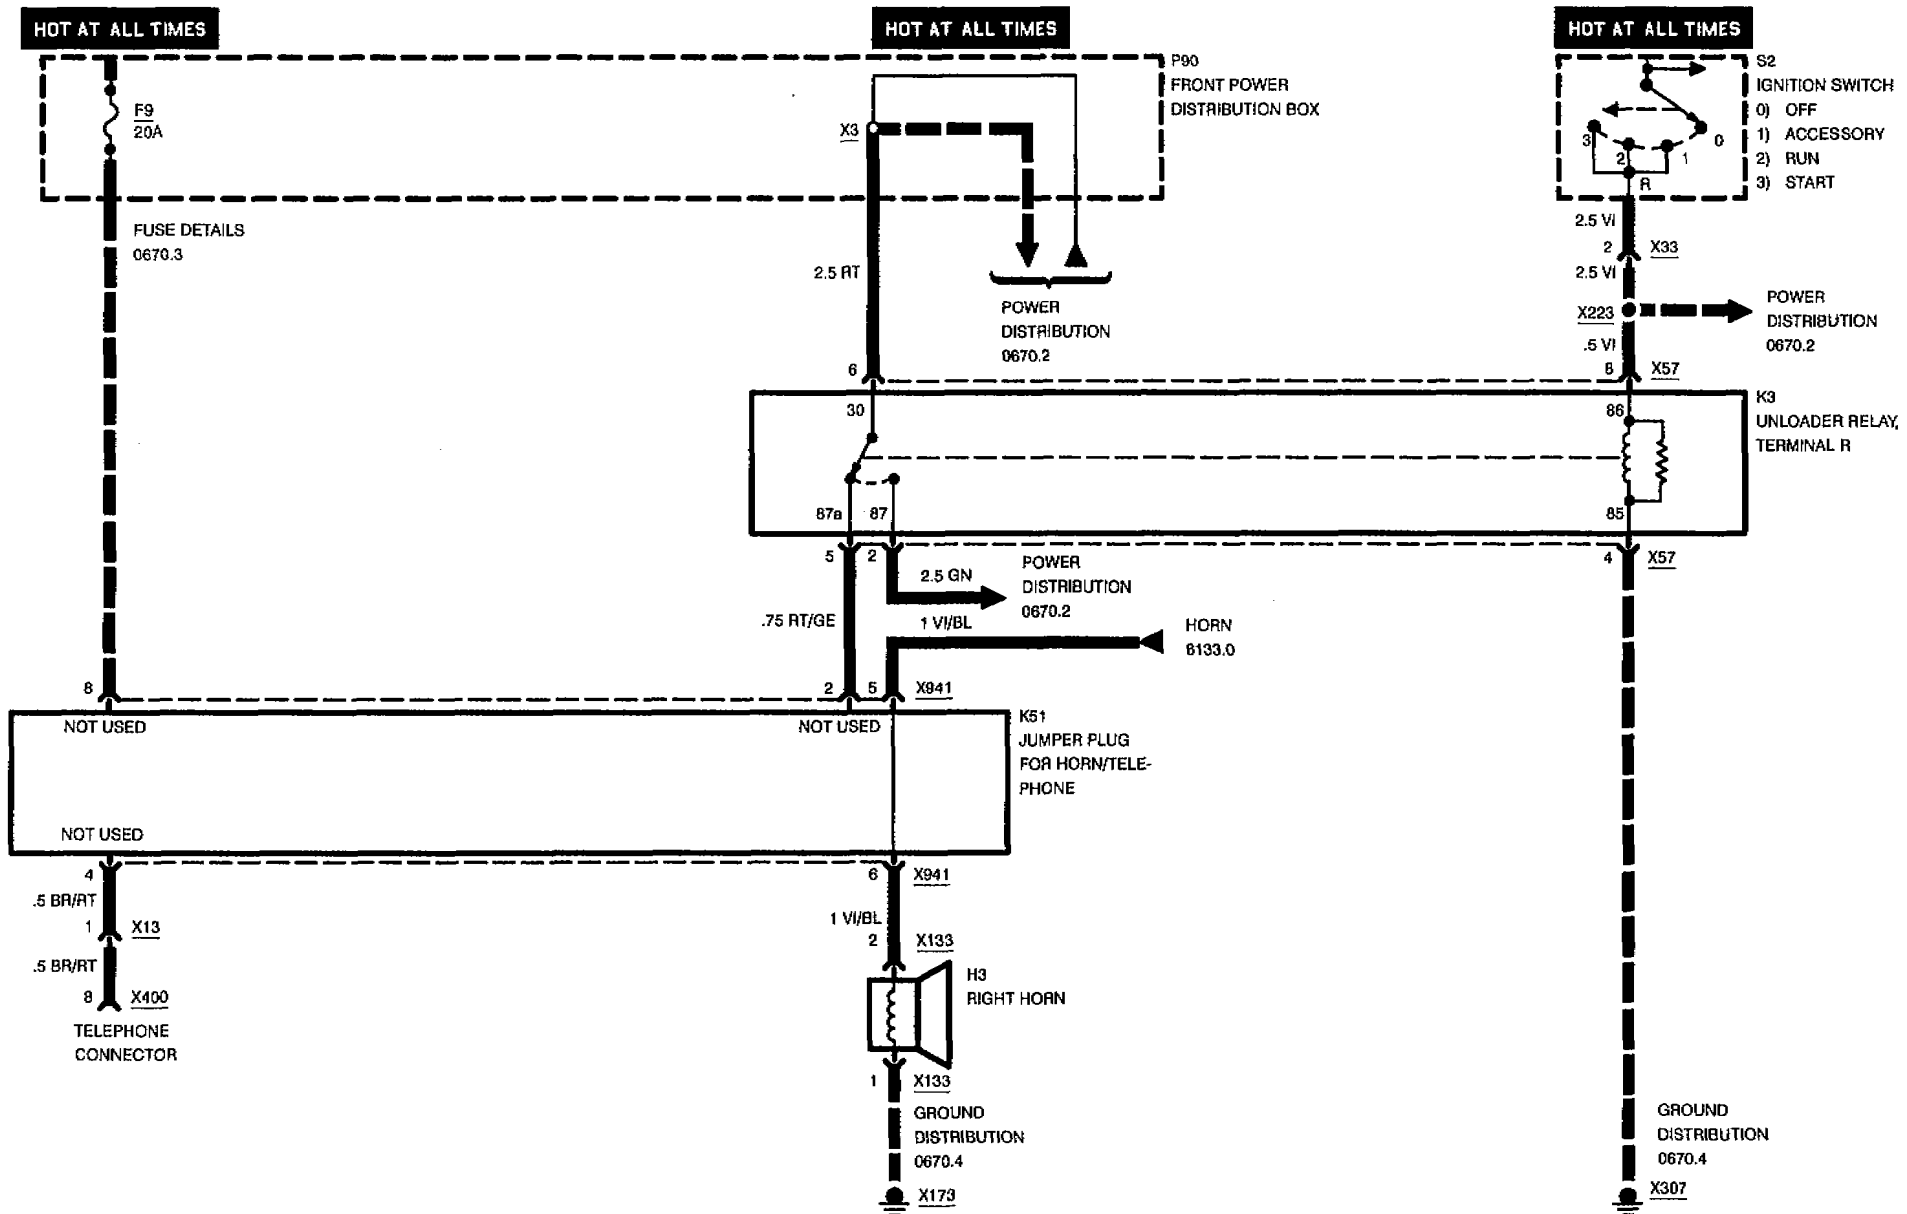 HOT AT ALL TIMES
HOT AT ALL TIMES
HOT AT ALL TIMES
F9
20A
X3
P90
FRONT POWER
DISTRIBUTION BOX
S2
IGNITION SWITCH
0) OFF
1) ACCESSORY
2) RUN
3) START
3
2
1
0
R
FUSE DETAILS
0670.3
2.5 RT
POWER
DISTRIBUTION
0670.2
2.5 VI
2
X33
2.5 VI
X223
POWER
DISTRIBUTION
0670.2
.5 VI
6
X57
30
86
K3
UNLOADER RELAY,
TERMINAL R
87a
87
85
5
2
4
X57
2.5 GN
POWER
DISTRIBUTION
0670.2
.75 RT/GE
1 VI/BL
HORN
8133.0
8
2
5
X941
NOT USED
NOT USED
K51
JUMPER PLUG
FOR HORN/TELE-
PHONE
NOT USED
4
6
X941
.5 BR/RT
1
X13
1 VI/BL
2
X133
.5 BR/RT
8
X400
TELEPHONE
CONNECTOR
H3
RIGHT HORN
1
X133
GROUND
DISTRIBUTION
0670.4
X173
GROUND
DISTRIBUTION
0670.4
X307